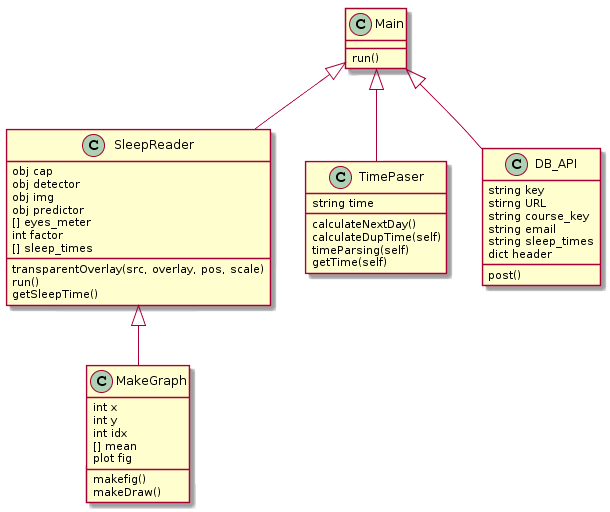 C Main
run()
C SleepReader
obj cap
obj detector
obj img
obj predictor
[] eyes_meter
int factor
[] sleep_times
transparentOverlay(src, overlay, pos, scale)
run()
getSleepTime()
C TimePaser
string time
calculateNextDay()
calculateDupTime(self)
timeParsing(self)
getTime(self)
C DB_API
string key
stirng URL
string course_key
string email
string sleep_times
dict header
post()
C MakeGraph
int x
int y
int idx
[] mean
plot fig
makefig()
makeDraw()